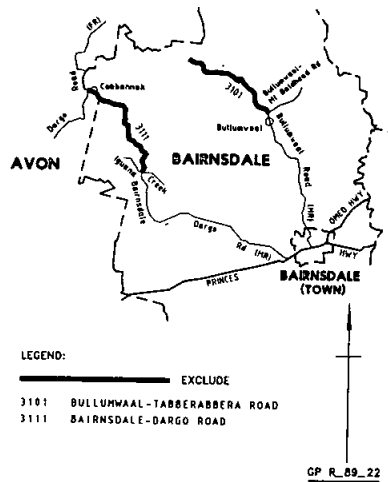 (FR)
Road
Dargo
Cobbannah
3111
3101
Bullumwaal-
Mt Baldhead Rd
Bullumwaal
Bullumwaal
Road
(MR)
AVON
BAIRNSDALE
Iguana
Creek
Bairnsdale
Dargo
Rd (MR)
OMEO HWY
HWY
PRINCES
BAIRNSDALE
(TOWN)
LEGEND:
EXCLUDE
3101 BULLUMWAAL-TABBERABBERA ROAD
3111 BAIRNSDALE-DARGO ROAD
GP R_89_22